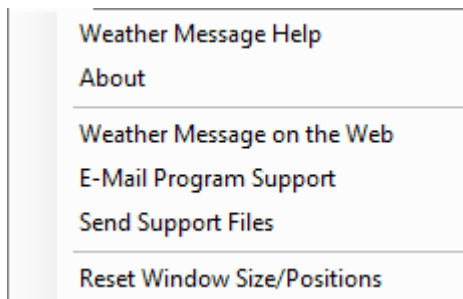 Weather Message Help
About
Weather Message on the Web
E-Mail Program Support
Send Support Files
Reset Window Size/Positions